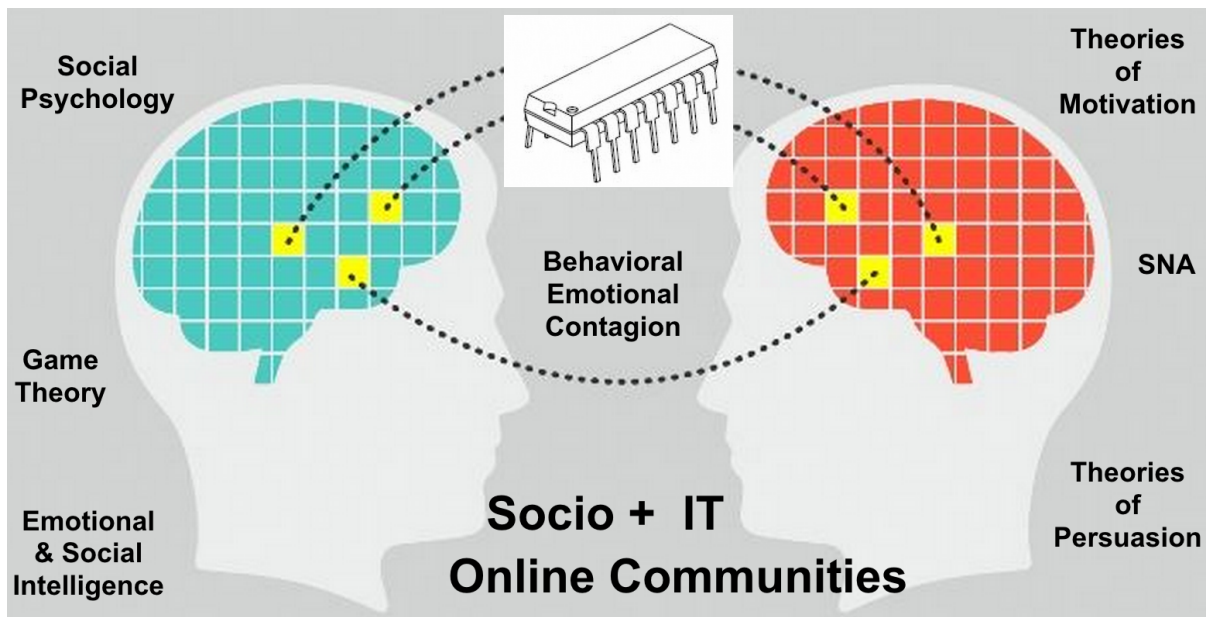 Social
Psychology
Theories
of
Motivation
Behavioral
Emotional
Contagion
SNA
Game
Theory
Emotional
& Social
Intelligence
Theories
of
Persuasion
Socio + IT
Online Communities